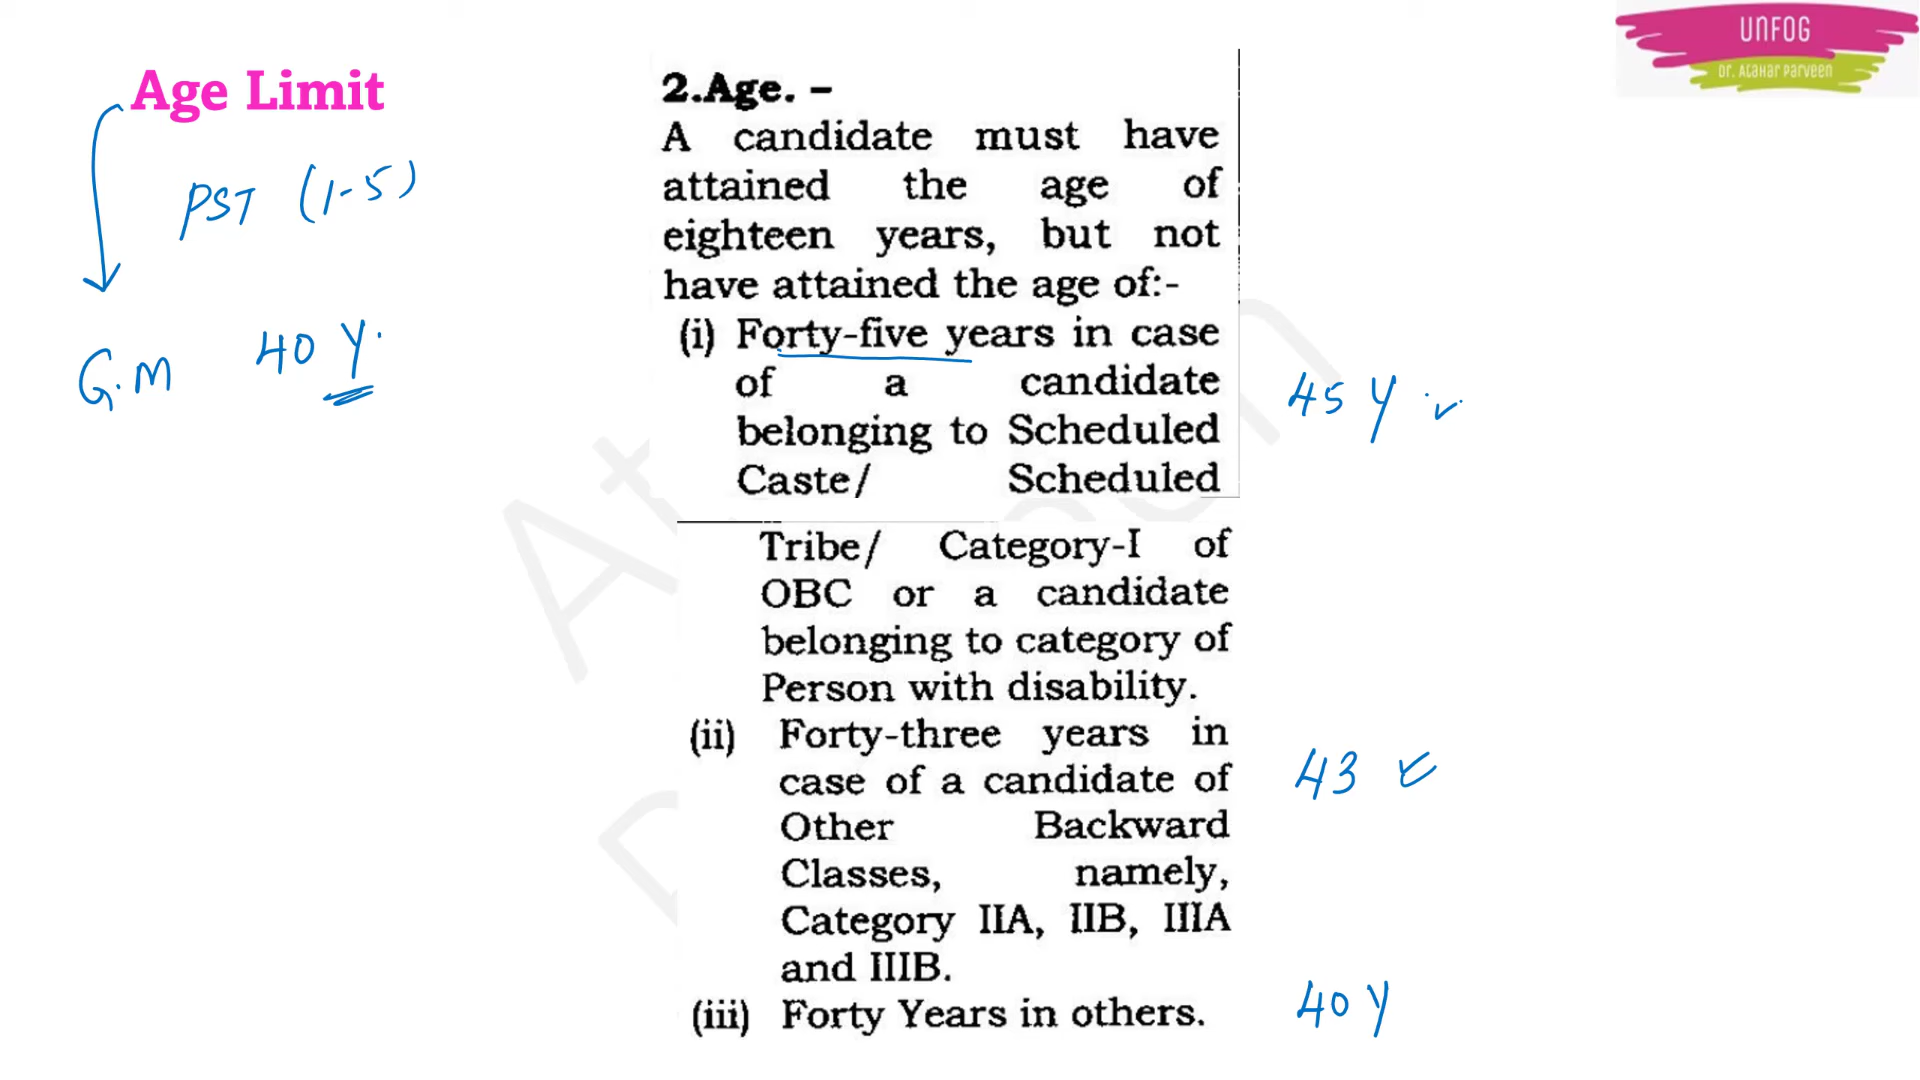 UNFOG
Dr. Atahar Parveen
Age Limit
PST (1-5)
G.M 40 Y.
2.Age. –
A candidate must have
attained the age of
eighteen years, but not
have attained the age of:-
(i) Forty-five years in case
of a candidate
belonging to Scheduled
Caste/ Scheduled
45 Y
Tribe/ Category-I of
OBC or a candidate
belonging to category of
Person with disability.
(ii) Forty-three years in
case of a candidate of
Other Backward
Classes, namely,
Category IIA, IIB, IIIA
and IIIB.
43
(iii) Forty Years in others.
40 Y